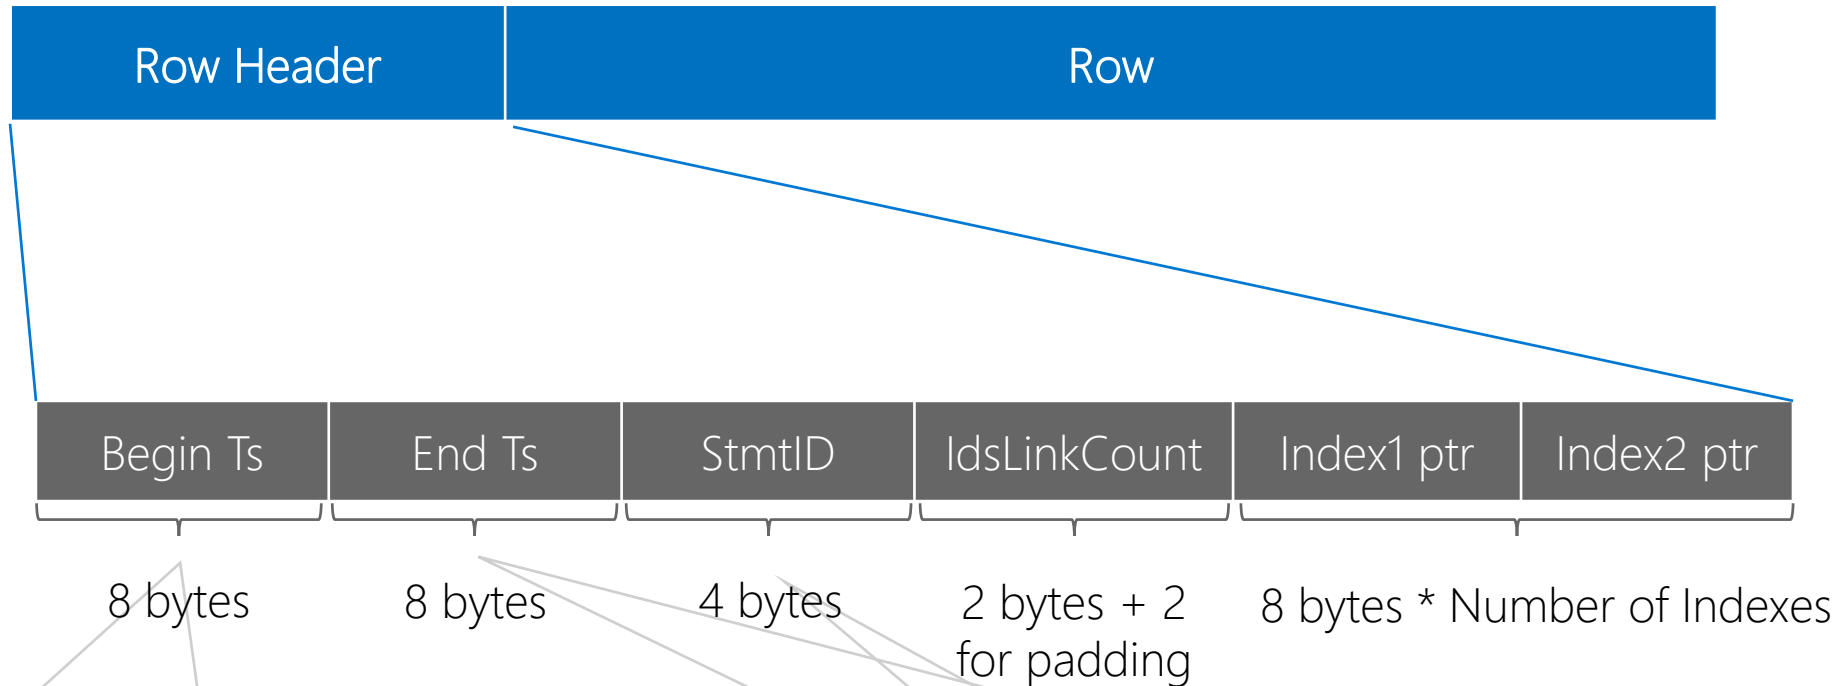 Row Header
Row
Begin Ts
End Ts
StmtID
IdsLinkCount
Index1 ptr
Index2 ptr
8 bytes
8 bytes
4 bytes
2 bytes + 2
for padding
8 bytes * Number of Indexes